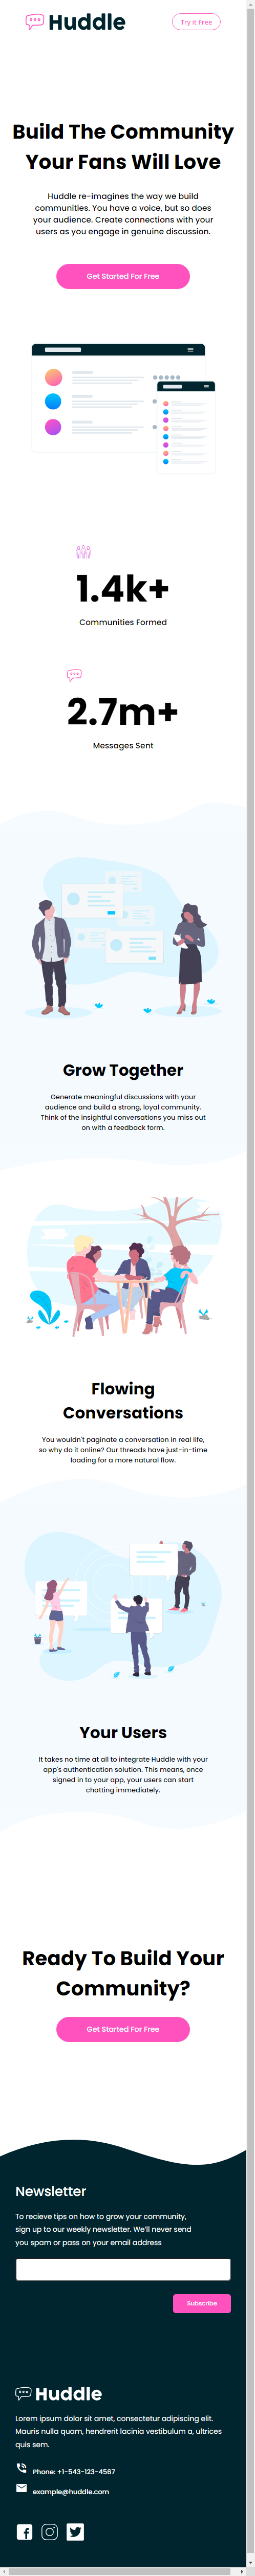 Huddle
Try It Free
Build The Community
Your Fans Will Love
Huddle re-imagines the way we build
communities. You have a voice, but so does
your audience. Create connections with your
users as you engage in genuine discussion.
Get Started For Free
1.4k+
Communities Formed
2.7m+
Messages Sent
Grow Together
Generate meaningful discussions with your
audience and build a strong, loyal community.
Think of the insightful conversations you miss out
on with a feedback form.
Flowing
Conversations
You wouldn't paginate a conversation in real life,
so why do it online? Our threads have just-in-time
loading for a more natural flow.
Your Users
It takes no time at all to integrate Huddle with your
app's authentication solution. This means, once
signed in to your app, your users can start
chatting immediately.
Ready To Build Your
Community?
Get Started For Free
Newsletter
To recieve tips on how to grow your community,
sign up to our weekly newsletter. We'll never send
you spam or pass on your email address
Subscribe
Huddle
Lorem ipsum dolor sit amet, consectetur adipiscing elit.
Mauris nulla quam, hendrerit lacinia vestibulum a, ultrices
quis sem.
Phone: +1-543-123-4567
example@huddle.com